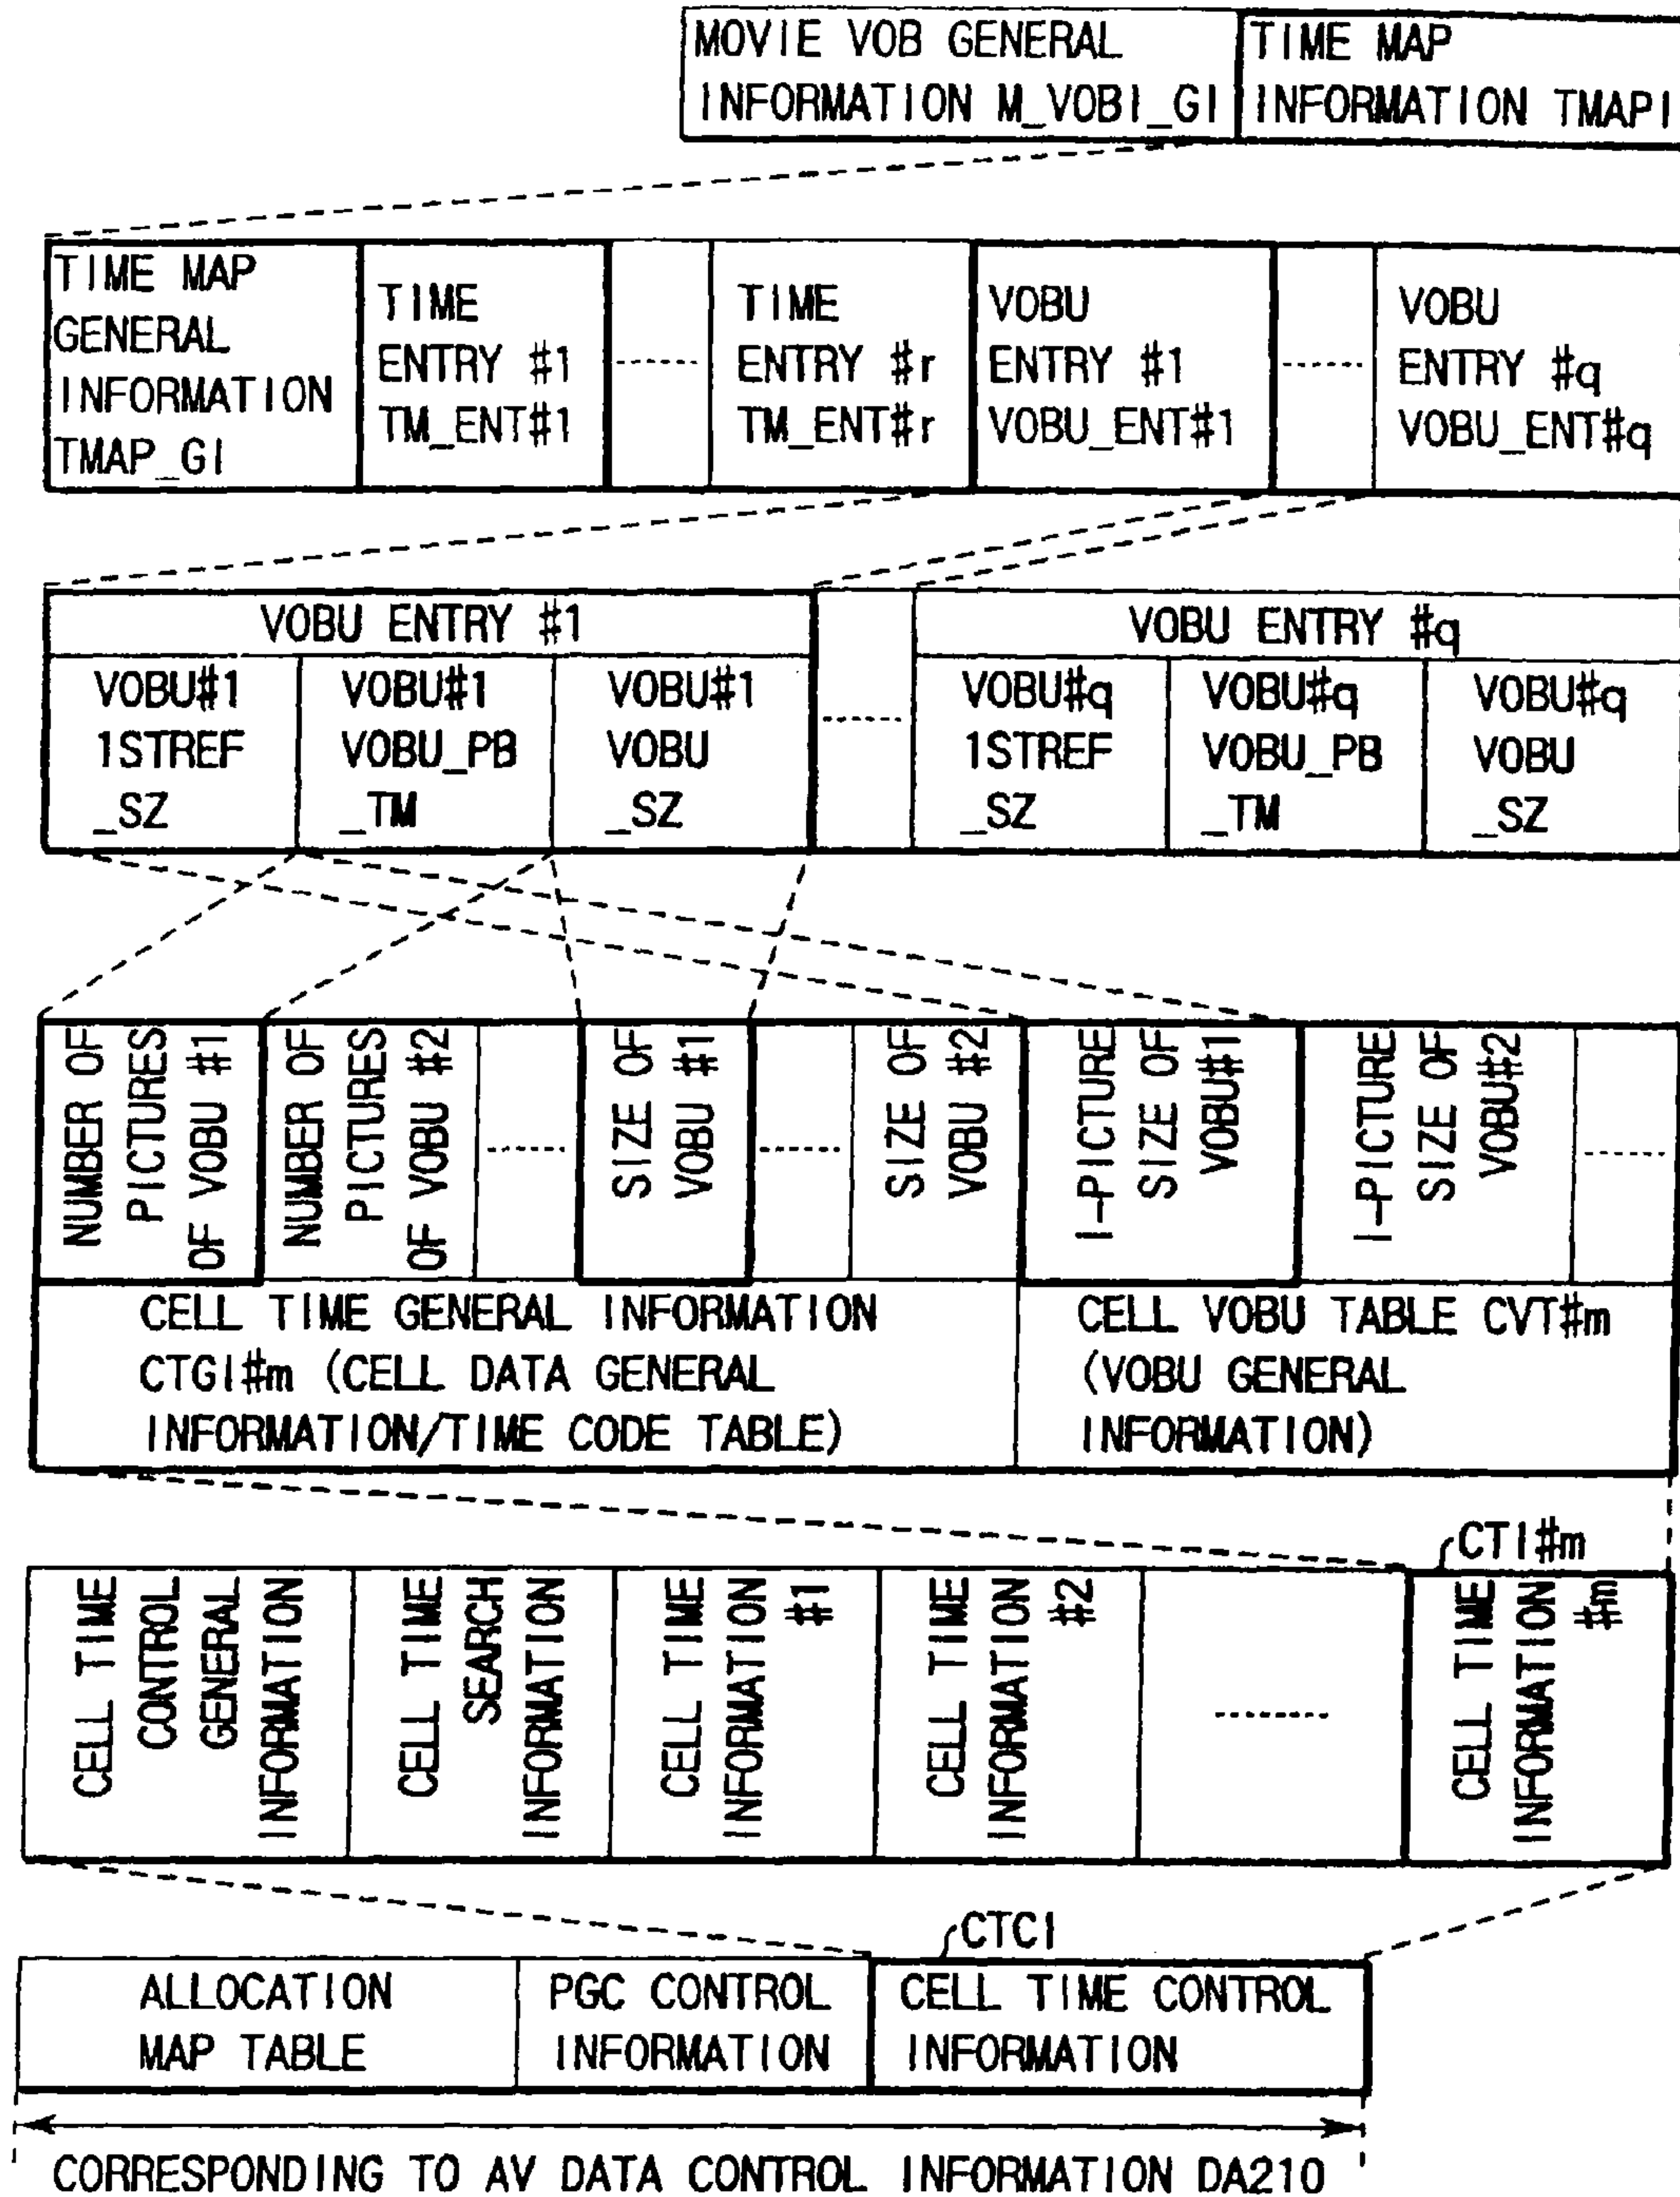 MOVIE VOB GENERAL
INFORMATION M_VOBI_GI
TIME MAP
INFORMATION TMAPI
TIME MAP
GENERAL
INFORMATION
TMAP_GI
TIME
ENTRY #1
TM_ENT#1
TIME
ENTRY #r
TM_ENT#r
VOBU
ENTRY #1
VOBU_ENT#1
VOBU
ENTRY #q
VOBU_ENT#q
VOBU ENTRY #1
VOBU ENTRY #q
VOBU#1
1STREF
_SZ
VOBU#1
VOBU_PB
_TM
VOBU#1
VOBU
_SZ
VOBU#q
1STREF
_SZ
VOBU#q
VOBU_PB
_TM
VOBU#q
VOBU
_SZ
NUMBER OF
PICTURES
OF VOBU #1
NUMBER OF
PICTURES
OF VOBU #2
SIZE OF
VOBU #1
SIZE OF
VOBU #2
I-PICTURE
SIZE OF
VOBU#1
I-PICTURE
SIZE OF
VOBU#2
CELL TIME GENERAL INFORMATION
CTGI#m (CELL DATA GENERAL
INFORMATION/TIME CODE TABLE)
CELL VOBU TABLE CVT#m
(VOBU GENERAL
INFORMATION)
CTI#m
CELL TIME
CONTROL
GENERAL
INFORMATION
CELL TIME
SEARCH
INFORMATION
CELL TIME
INFORMATION
#1
CELL TIME
INFORMATION
#2
CELL TIME
INFORMATION
#m
CTCI
ALLOCATION
MAP TABLE
PGC CONTROL
INFORMATION
CELL TIME CONTROL
INFORMATION
CORRESPONDING TO AV DATA CONTROL INFORMATION DA210